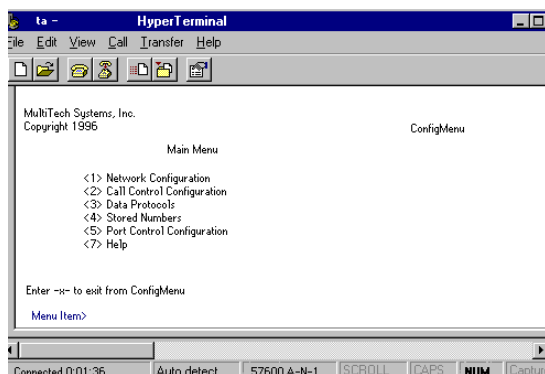 ta - HyperTerminal
File Edit View Call Transfer Help
MultiTech Systems, Inc.
Copyright 1996
ConfigMenu
Main Menu
<1> Network Configuration
<2> Call Control Configuration
<3> Data Protocols
<4> Stored Numbers
<5> Port Control Configuration
<7> Help
Enter -x- to exit from ConfigMenu
Menu Item>
Connected 0:01:36 Auto detect 57600 A-N-1 SCROLL CAPS NUM Capture